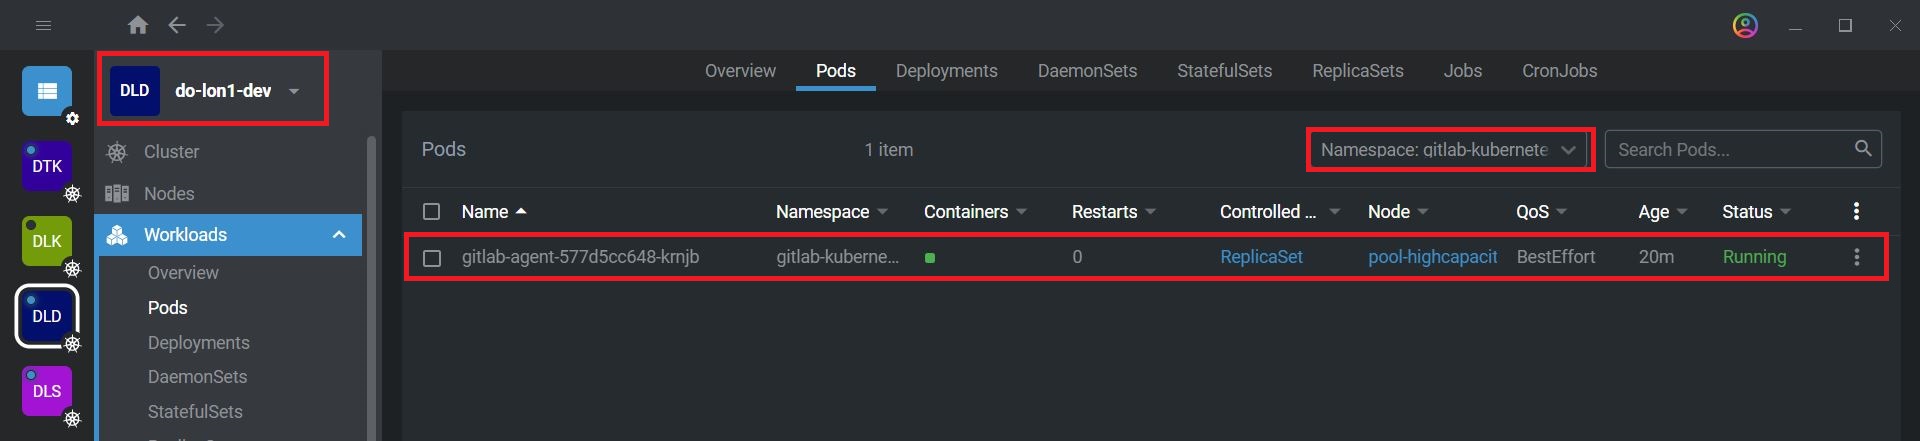 DTK
DLK
DLD
DLS
DLD do-lon1-dev
Cluster
Nodes
Workloads
Overview
Pods
Deployments
DaemonSets
StatefulSets
Overview Pods Deployments DaemonSets StatefulSets ReplicaSets Jobs CronJobs
Pods 1 item Namespace: gitlab-kubernete Search Pods...
Name Namespace Containers Restarts Controlled ... Node QoS Age Status
gitlab-agent-577d5cc648-krnjb gitlab-kuberne... 0 ReplicaSet pool-highcapacit BestEffort 20m Running